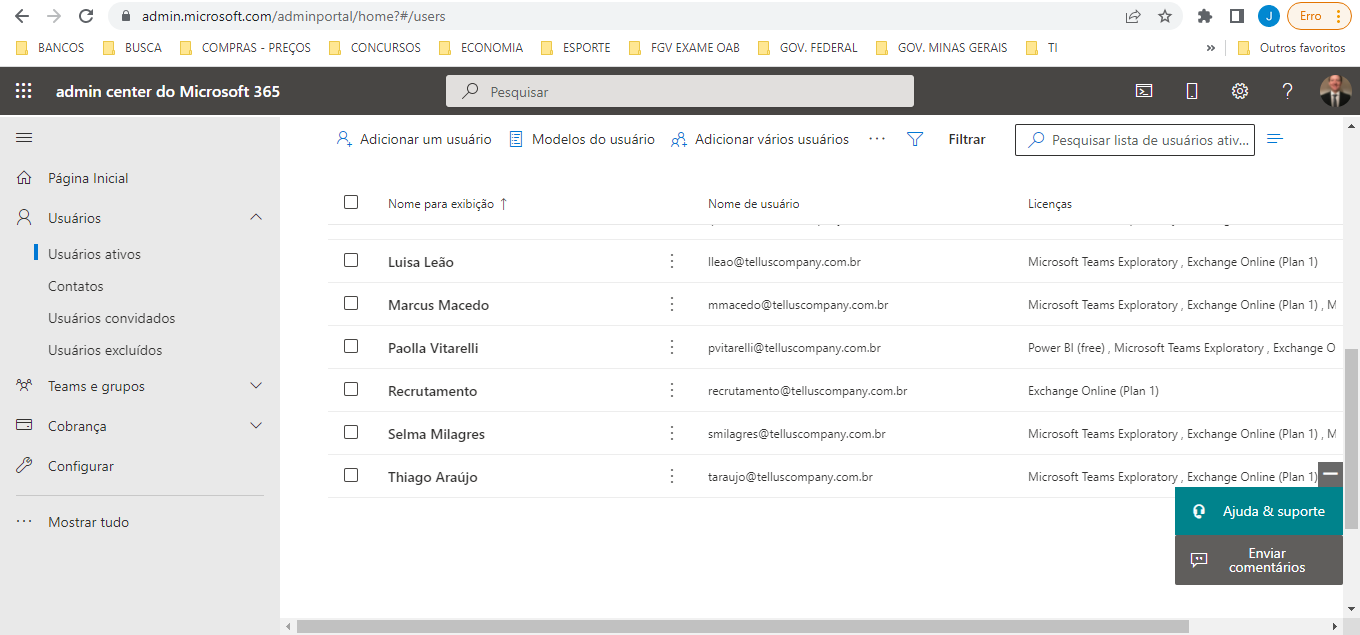 admin.microsoft.com/adminportal/home?#/users
J
Erro
BANCOS BUSCA COMPRAS - PREÇOS CONCURSOS ECONOMIA ESPORTE FGV EXAME OAB GOV. FEDERAL GOV. MINAS GERAIS TI » Outros favoritos
admin center do Microsoft 365
Pesquisar
Adicionar um usuário Modelos do usuário Adicionar vários usuários ... Filtrar Pesquisar lista de usuários ativ...
Página Inicial
Usuários
Usuários ativos
Contatos
Usuários convidados
Usuários excluídos
Teams e grupos
Cobrança
Configurar
Mostrar tudo
Nome para exibição ↑ Nome de usuário Licenças
Luisa Leão lleao@telluscompany.com.br Microsoft Teams Exploratory , Exchange Online (Plan 1)
Marcus Macedo mmacedo@telluscompany.com.br Microsoft Teams Exploratory , Exchange Online (Plan 1) , M
Paolla Vitarelli pvitarelli@telluscompany.com.br Power BI (free) , Microsoft Teams Exploratory , Exchange O
Recrutamento recrutamento@telluscompany.com.br Exchange Online (Plan 1)
Selma Milagres smilagres@telluscompany.com.br Microsoft Teams Exploratory , Exchange Online (Plan 1) , M
Thiago Araújo taraujo@telluscompany.com.br Microsoft Teams Exploratory , Exchange Online (Plan 1)
Ajuda & suporte
Enviar
comentários